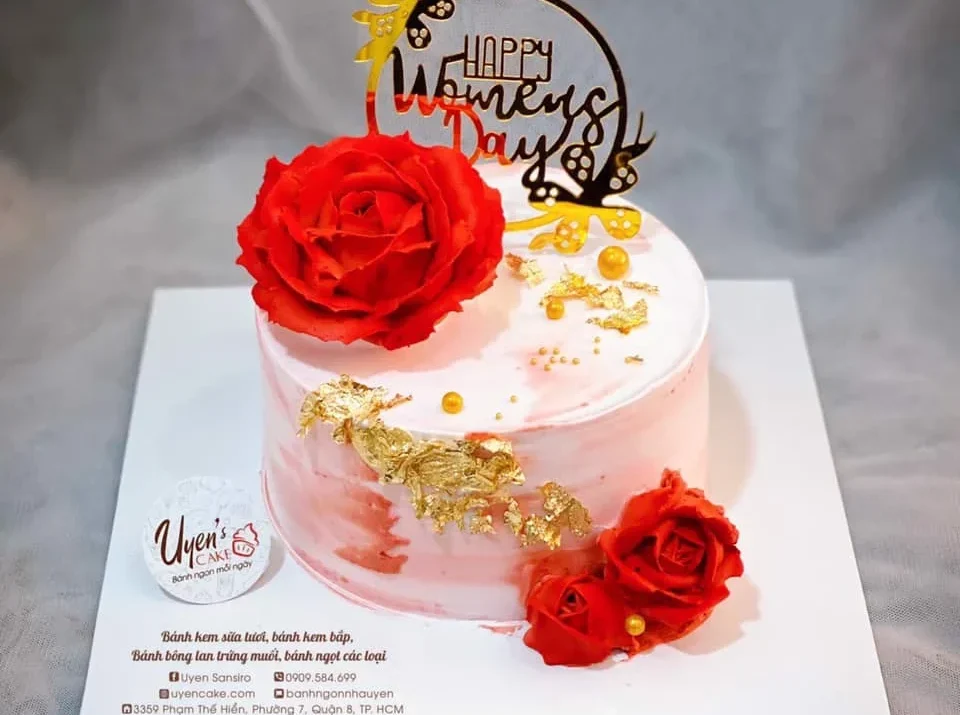 HAPPY
Womens
Day
Uyen's
CAKE
Bánh ngon mỗi ngày
Bánh kem sữa tươi, bánh kem bắp,
Bánh bông lan trứng muối, bánh ngọt các loại
Uyen Sansiro 0909.584.699
uyencake.com banhngonnhauyen
3359 Phạm Thế Hiển, Phường 7, Quận 8, TP. HCM